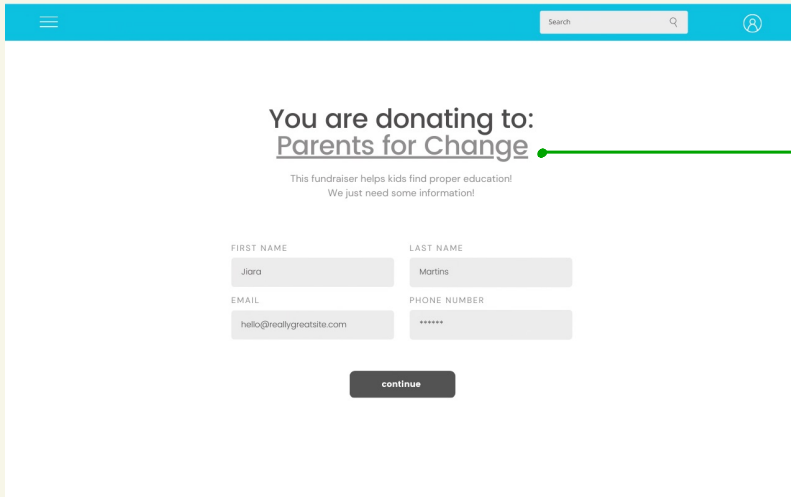 Search
You are donating to:
Parents for Change
This fundraiser helps kids find proper education!
We just need some information!
FIRST NAME
LAST NAME
Jiara
Martins
EMAIL
PHONE NUMBER
hello@reallygreatsite.com
******
continue